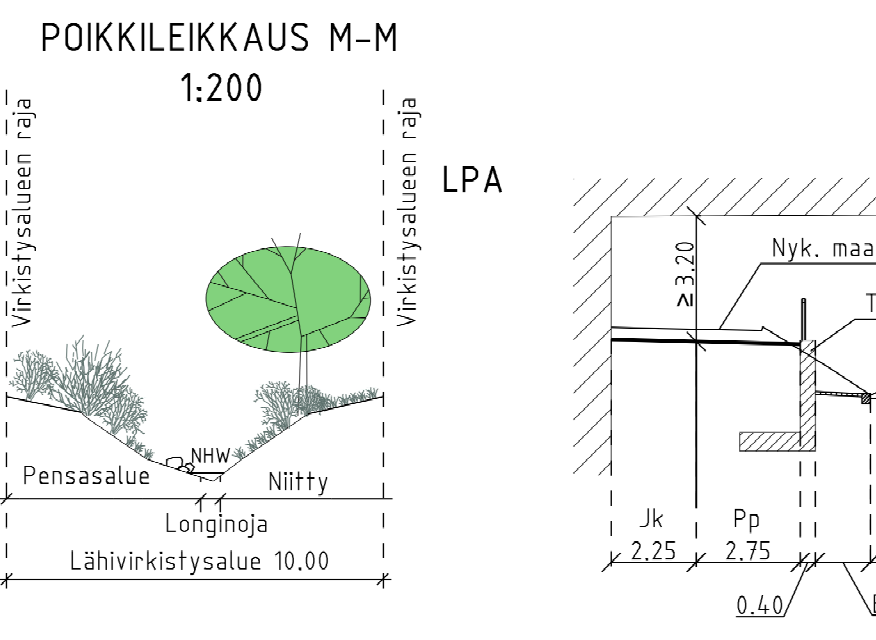 POIKKILEIKKAUS M-M
1:200
Virkistysalueen raja
Virkistysalueen raja
NHW
Pensasalue
Niitty
Longinoja
Lähivirkistysalue 10.00
LPA
≥3.20
Nyk. maa
T
Jk
Pp
2.25
2.75
0.40